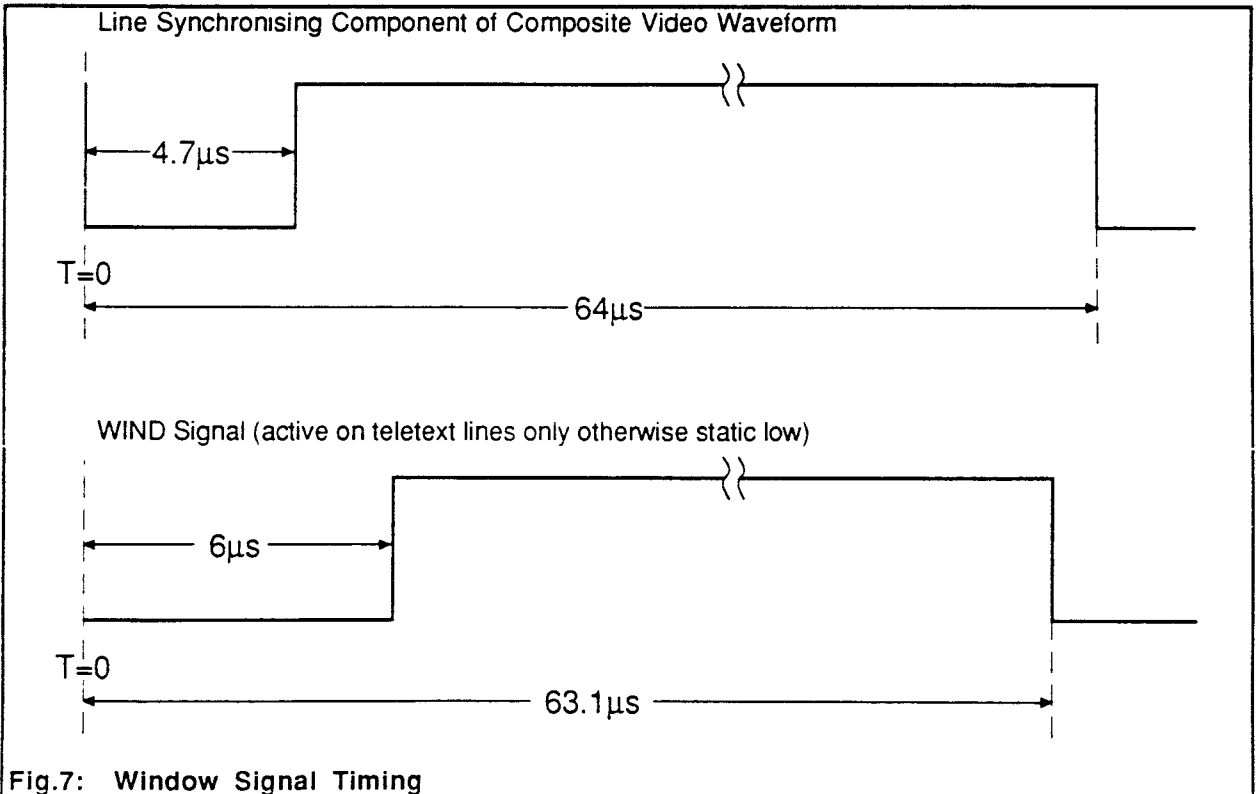 Line Synchronising Component of Composite Video Waveform
4.7µs
T=0
64µs
WIND Signal (active on teletext lines only otherwise static low)
6µs
T=0
63.1µs
Fig.7: Window Signal Timing